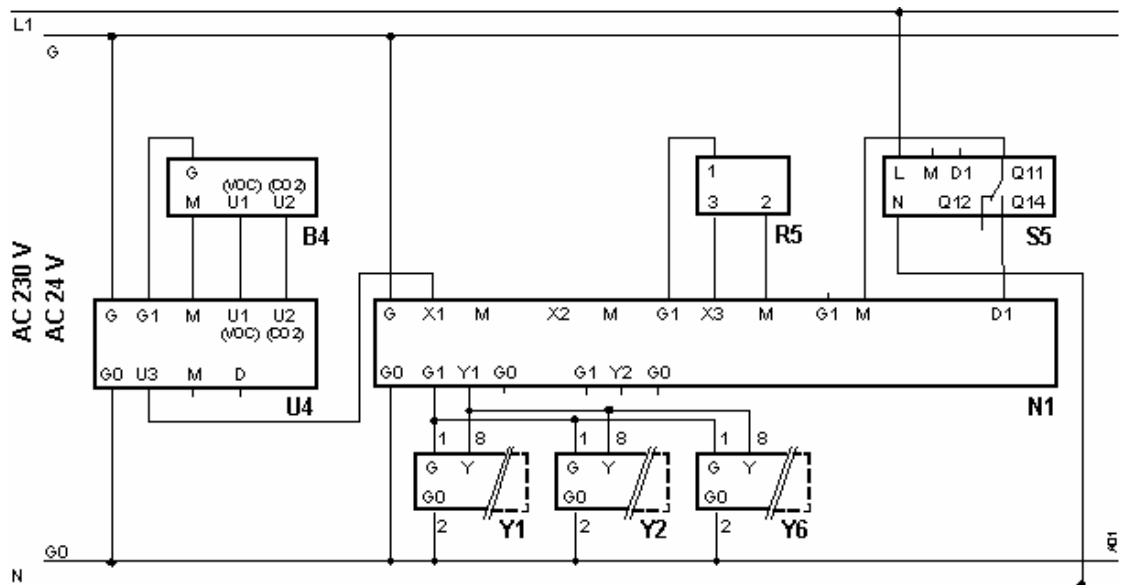 L1
G
G
(VOC) (CO2)
M U1 U2
B4
1
3 2
R5
L M D1 Q11
N Q12 Q14
S5
AC 230 V
AC 24 V
G G1 M U1 U2
(VOC) (CO2)
G0 U3 M D
U4
G X1 M X2 M G1 X3 M G1 M D1
G0 G1 Y1 G0 G1 Y2 G0
N1
1 8 1 8 1 8
G Y G Y G Y
G0 G0 G0
2 Y1 2 Y2 2 Y6
A01
G0
N